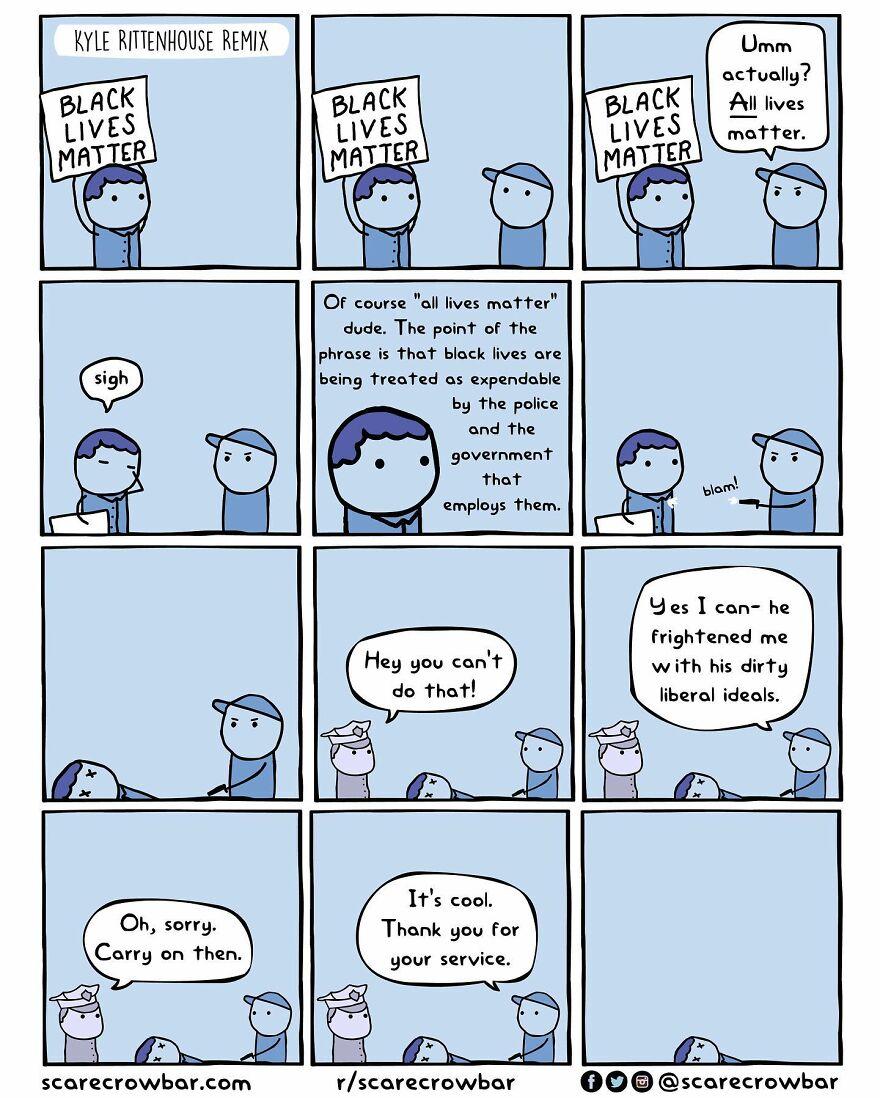 KYLE RITTENHOUSE REMIX
BLACK
LIVES
MATTER
BLACK
LIVES
MATTER
BLACK
LIVES
MATTER
Umm
actually?
All lives
matter.
sigh
Of course "all lives matter"
dude. The point of the
phrase is that black lives are
being treated as expendable
by the police
and the
government
that
employs them.
blam!
Hey you can't
do that!
Yes I can- he
frightened me
with his dirty
liberal ideals.
Oh, sorry.
Carry on then.
It's cool.
Thank you for
your service.
scarecrowbar.com
r/scarecrowbar
@scarecrowbar